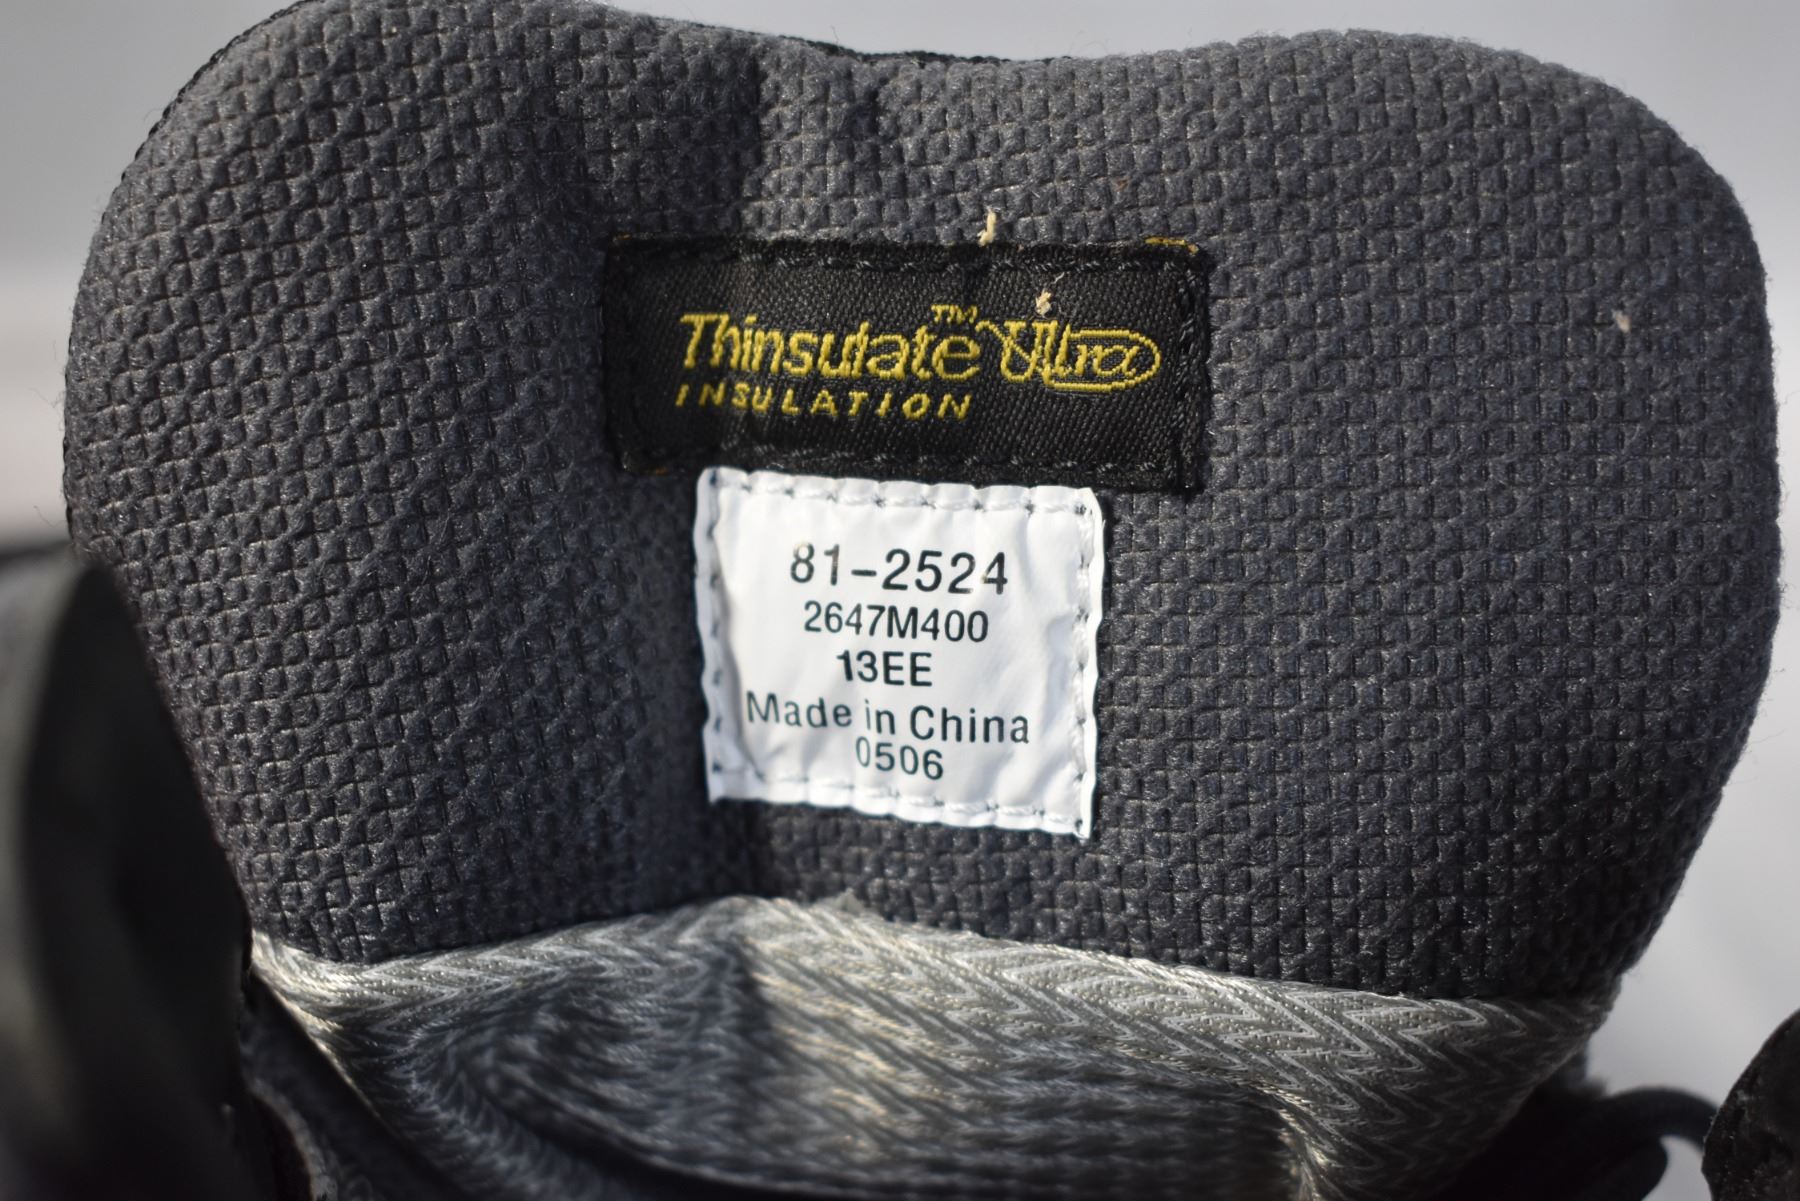 Thinsulate™ Ultra
INSULATION
81-2524
2647M400
13EE
Made in China
0506